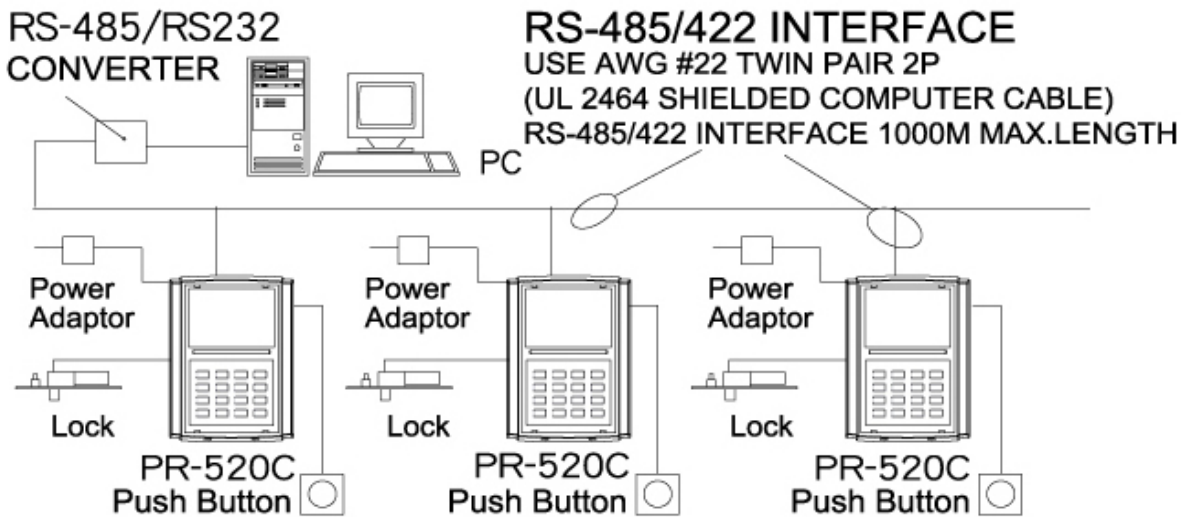 RS-485/RS232
CONVERTER
RS-485/422 INTERFACE
USE AWG #22 TWIN PAIR 2P
(UL 2464 SHIELDED COMPUTER CABLE)
RS-485/422 INTERFACE 1000M MAX.LENGTH
PC
Power
Adaptor
Lock
PR-520C
Push Button
Power
Adaptor
Lock
PR-520C
Push Button
Power
Adaptor
Lock
PR-520C
Push Button